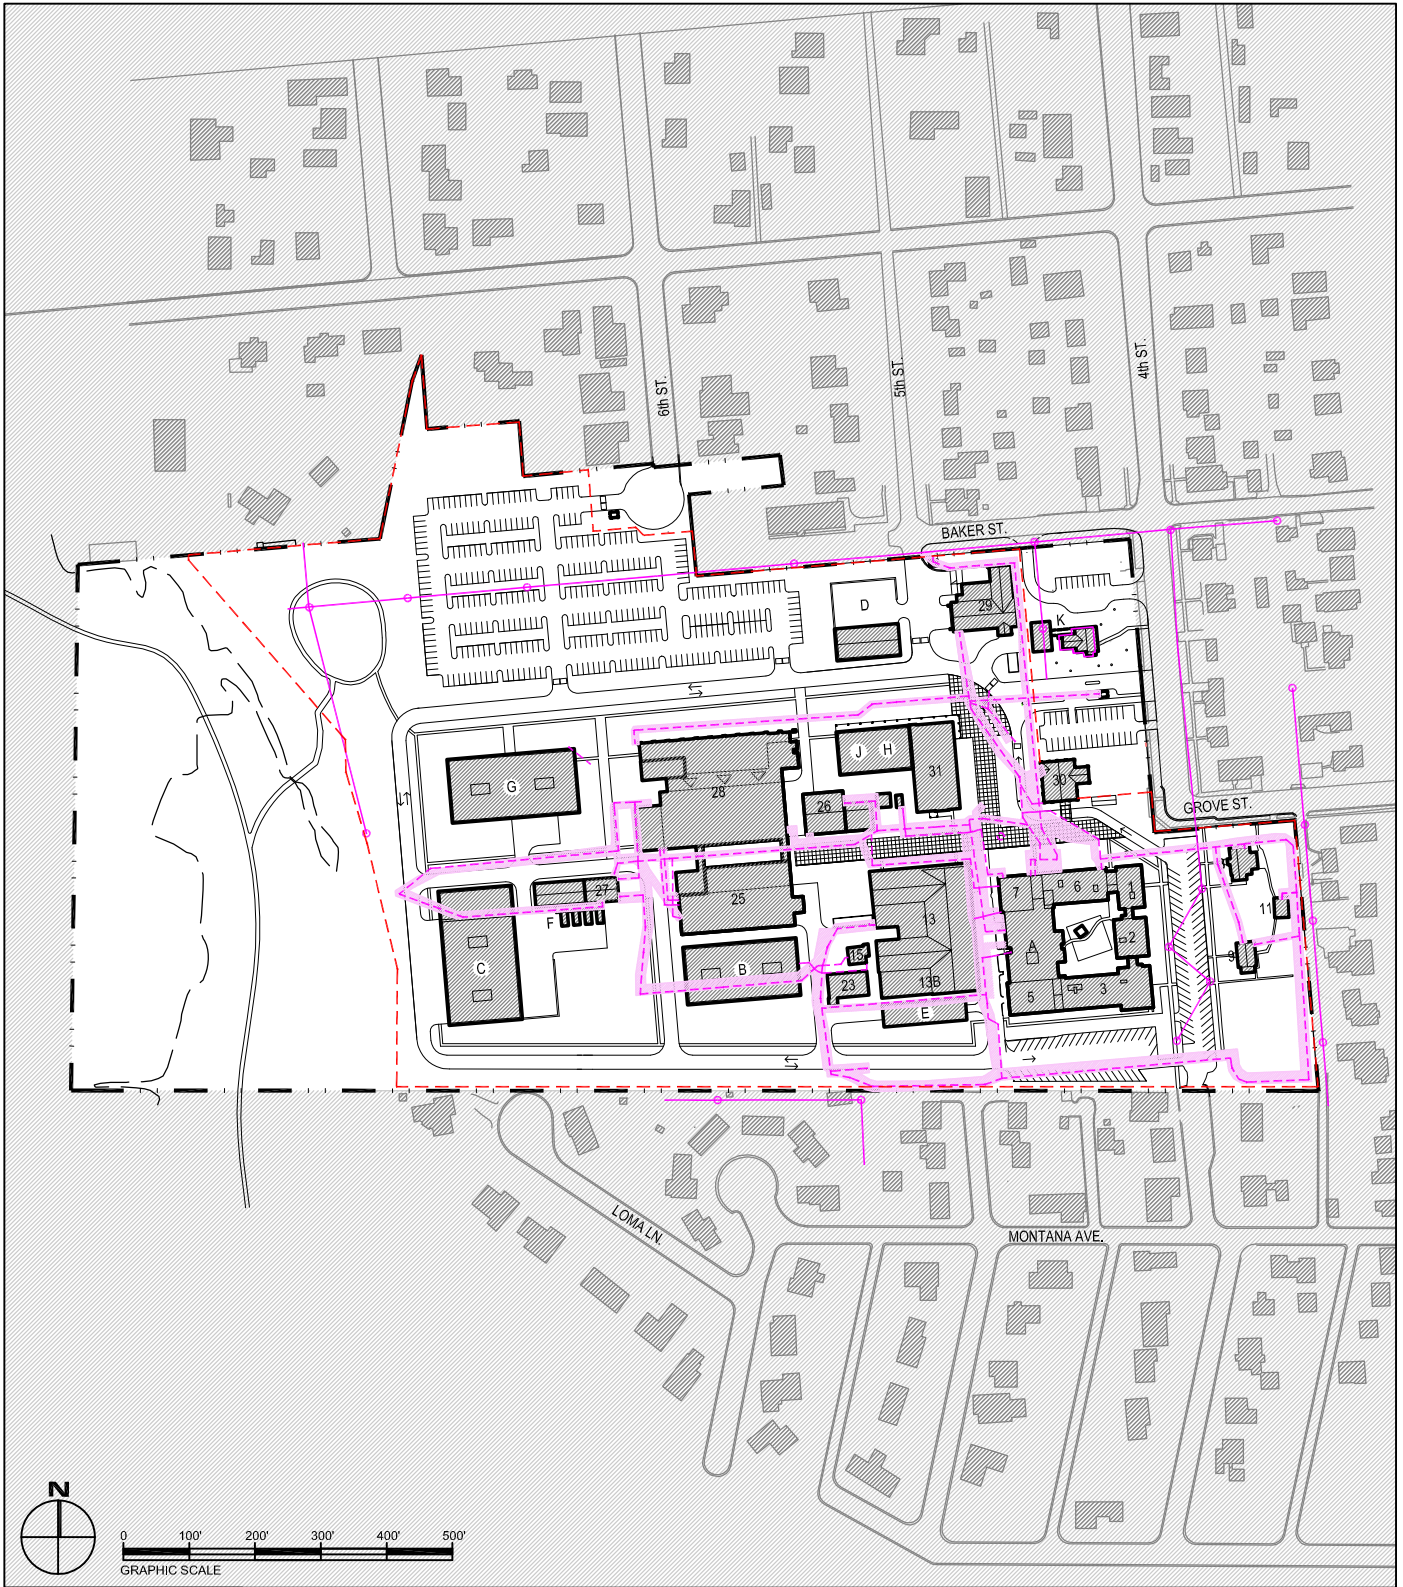 6th ST.
5th ST.
4th ST.
BAKER ST.
D
29
K
G
28
J
H
31
26
30
GROVE ST.
27
F
25
7
6
1
11
C
B
15
13
A
2
9
23
13B
E
5
3
LOMA LN.
MONTANA AVE.
N
0
100'
200'
300'
400'
500'
GRAPHIC SCALE